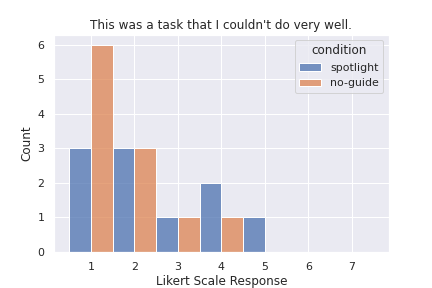 This was a task that I couldn't do very well.
condition
spotlight
no-guide
Count
6
5
4
3
2
1
0
1 2 3 4 5 6 7
Likert Scale Response